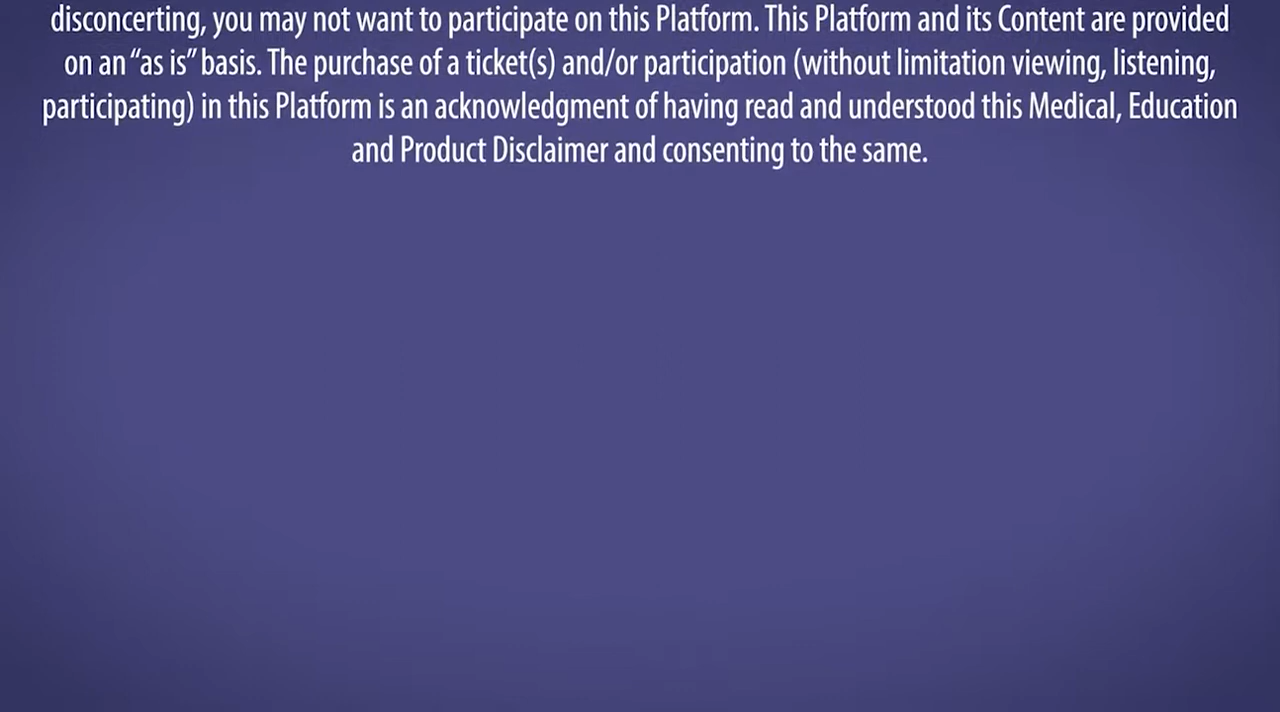 disconcerting, you may not want to participate on this Platform. This Platform and its Content are provided
on an “as is” basis. The purchase of a ticket(s) and/or participation (without limitation viewing, listening,
participating) in this Platform is an acknowledgment of having read and understood this Medical, Education
and Product Disclaimer and consenting to the same.